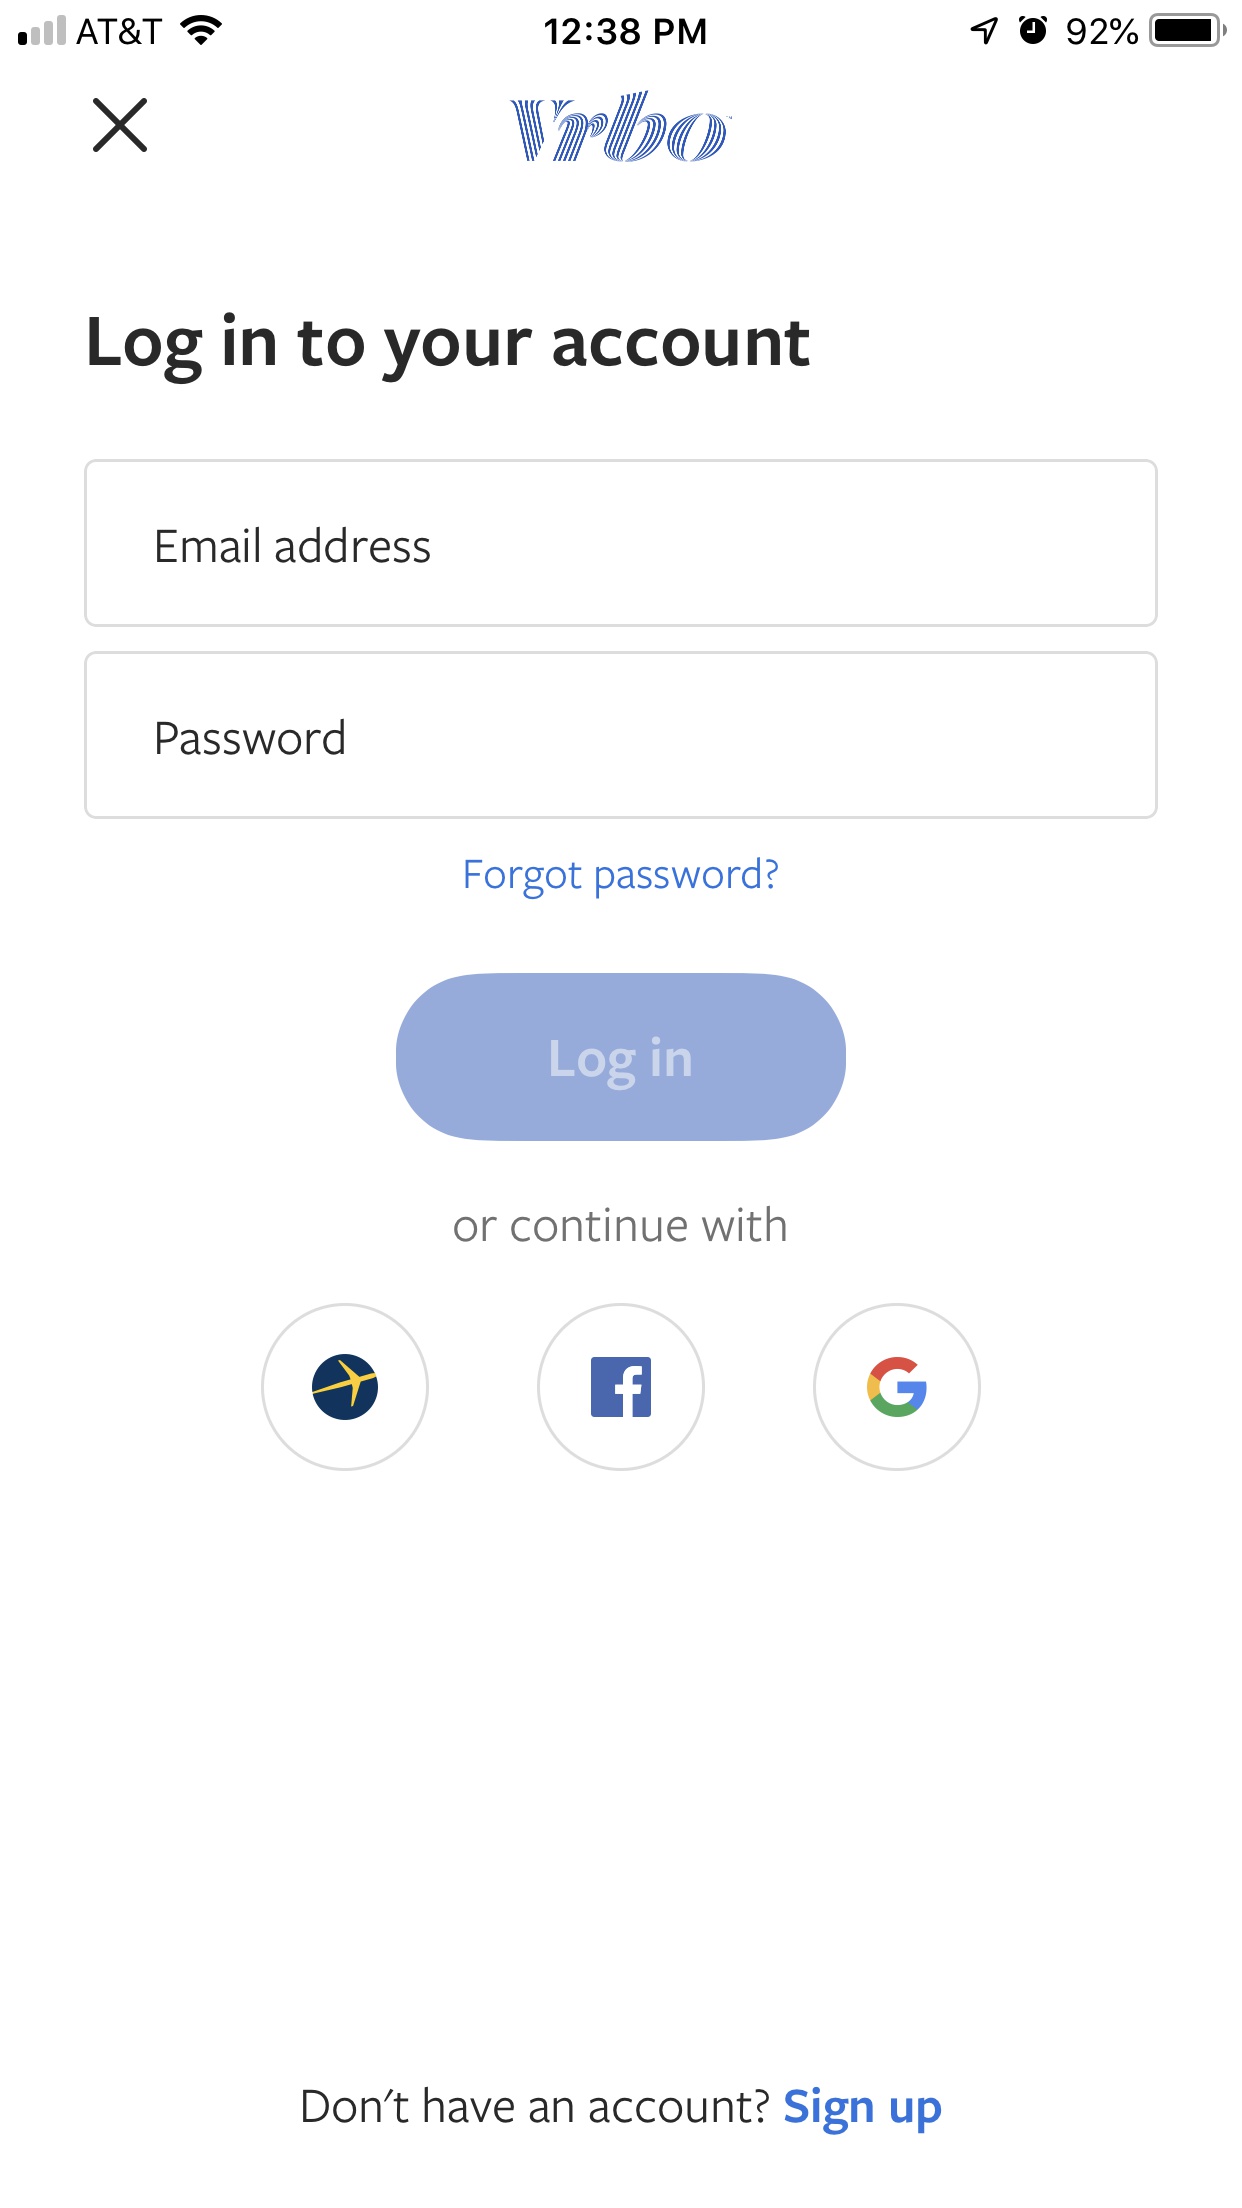 AT&T 12:38 PM 92%
Vrbo™
Log in to your account
Email address
Password
Forgot password?
Log in
or continue with
Don't have an account? Sign up